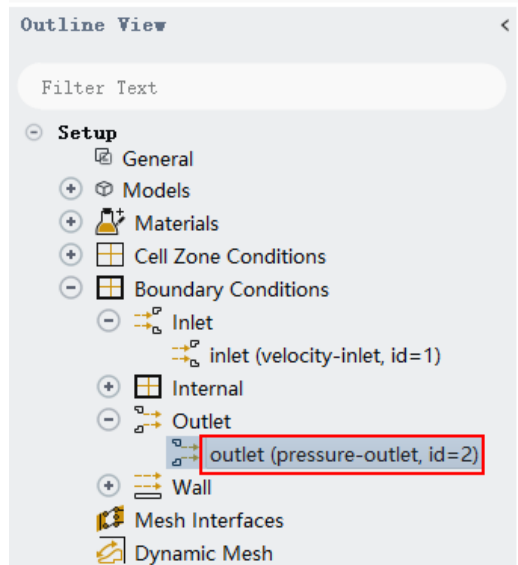 Outline View <
Filter Text
Setup
General
Models
Materials
Cell Zone Conditions
Boundary Conditions
Inlet
inlet (velocity-inlet, id=1)
Internal
Outlet
outlet (pressure-outlet, id=2)
Wall
Mesh Interfaces
Dynamic Mesh